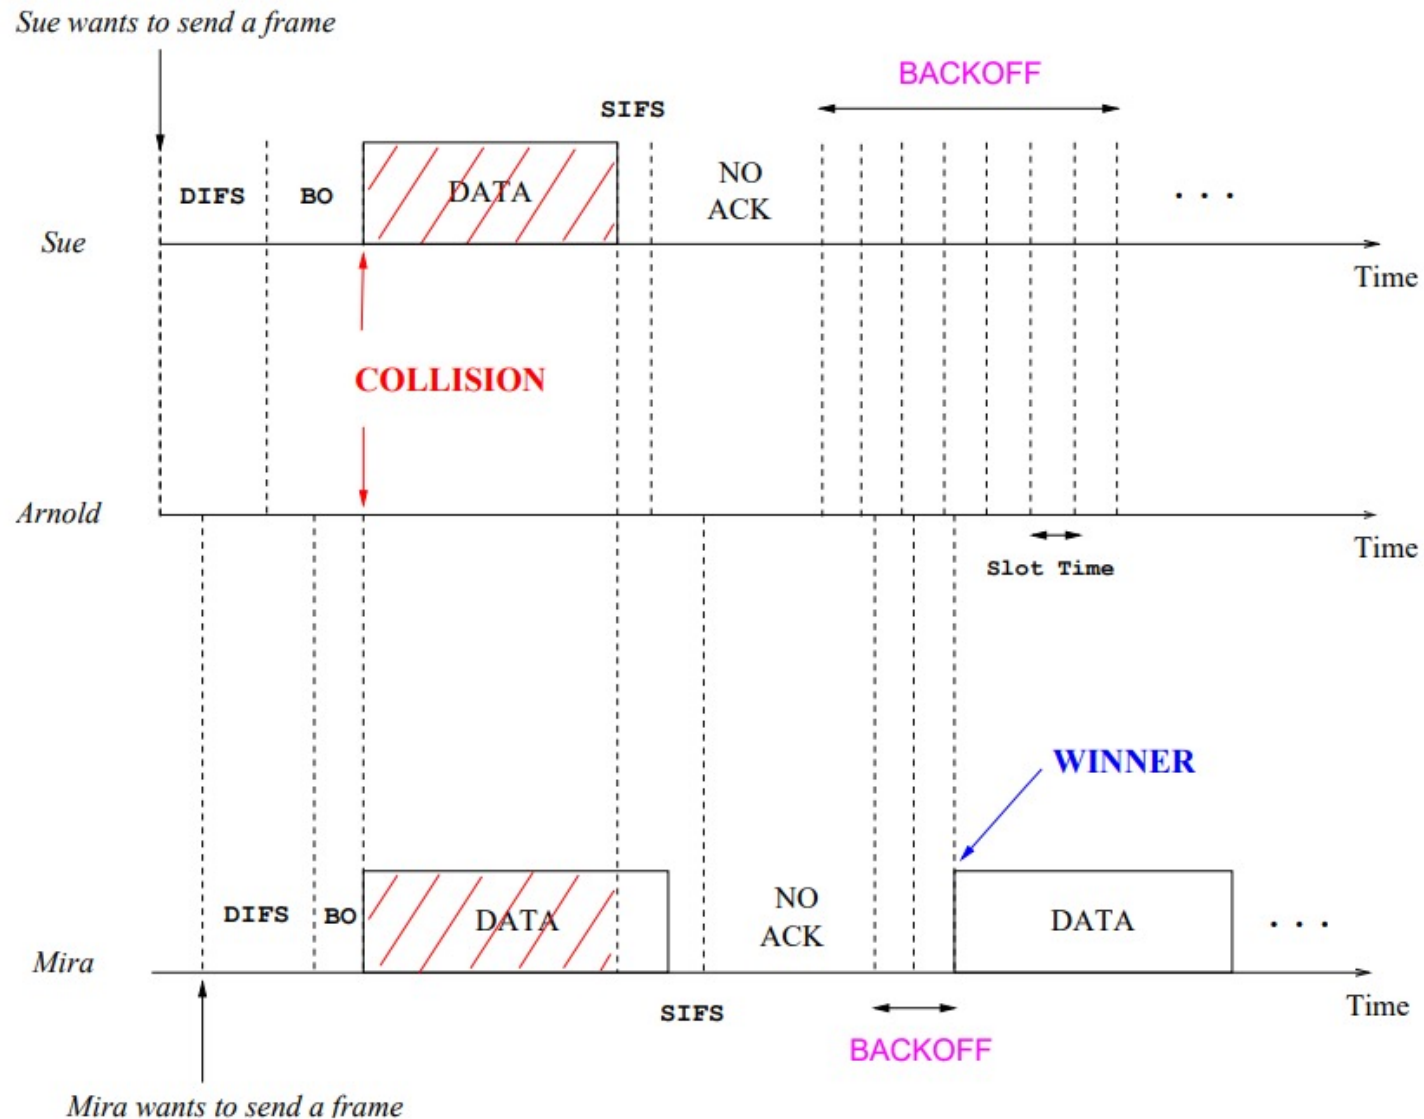 Sue wants to send a frame
BACKOFF
SIFS
DIFS
BO
DATA
NO
ACK
. . .
Sue
Time
COLLISION
Arnold
Time
Slot Time
WINNER
DIFS
BO
DATA
NO
ACK
DATA
. . .
Mira
SIFS
Time
BACKOFF
Mira wants to send a frame